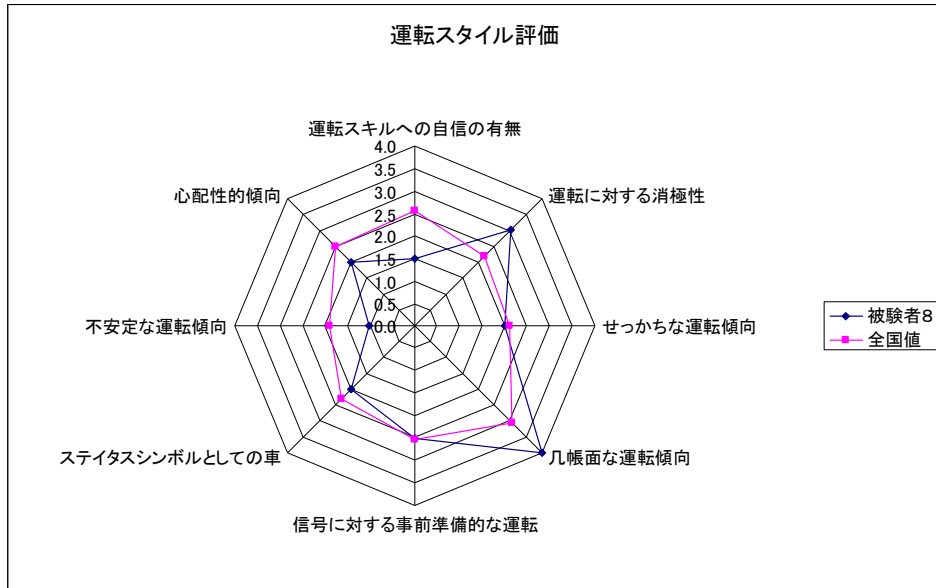 運転スタイル評価
運転スキルへの自信の有無
4.0
3.5
3.0
2.5
2.0
1.5
1.0
0.5
0.0
心配性的傾向
運転に対する消極性
不安定な運転傾向
せっかちな運転傾向
被験者8
全国値
ステイタスシンボルとしての車
几帳面な運転傾向
信号に対する事前準備的な運転